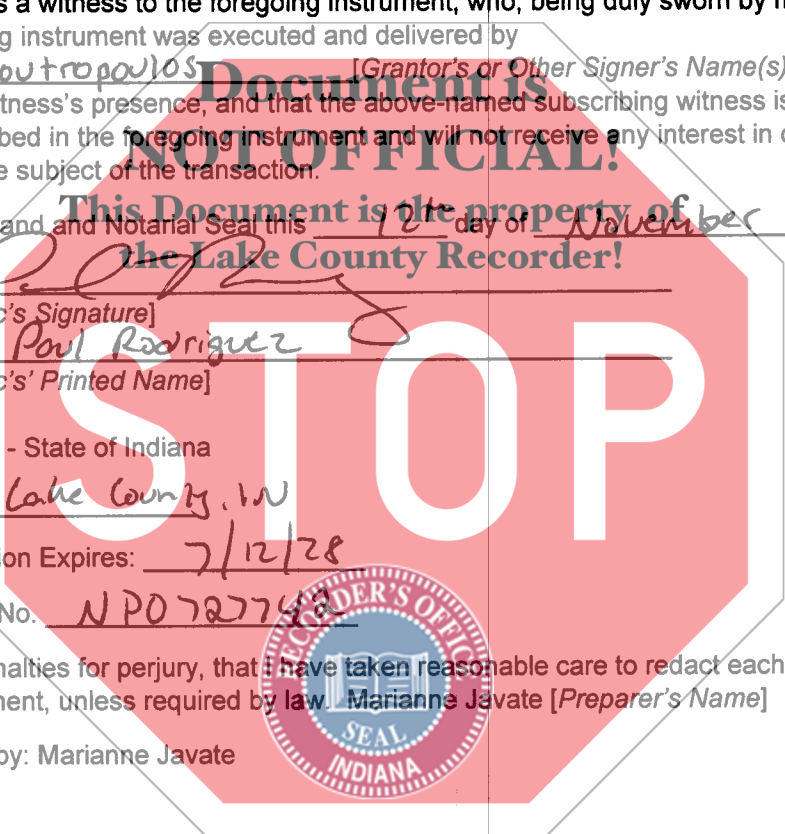 s a witness to the foregoing instrument, who, being duly sworn by
g instrument was executed and delivered by
outropoulos [Grantor's or Other Signer's Name(s)
Document is
tness's presence, and that the above-named subscribing witness is
bed in the foregoing instrument and will not receive any interest in
NOT OFFICIAL!
e subject of the transaction.
This Document is the property of
and and Notarial Seal this 12th day of November
the Lake County Recorder!
c's Signature]
Paul Rodriguez
c's' Printed Name]
STOP
- State of Indiana
Lake County, IN
on Expires: 7/12/28
No. NP0727742
RECORDER'S OFFICE
SEAL
INDIANA
nalties for perjury, that I have taken reasonable care to redact each
ent, unless required by law. Marianne Javate [Preparer's Name]
by: Marianne Javate